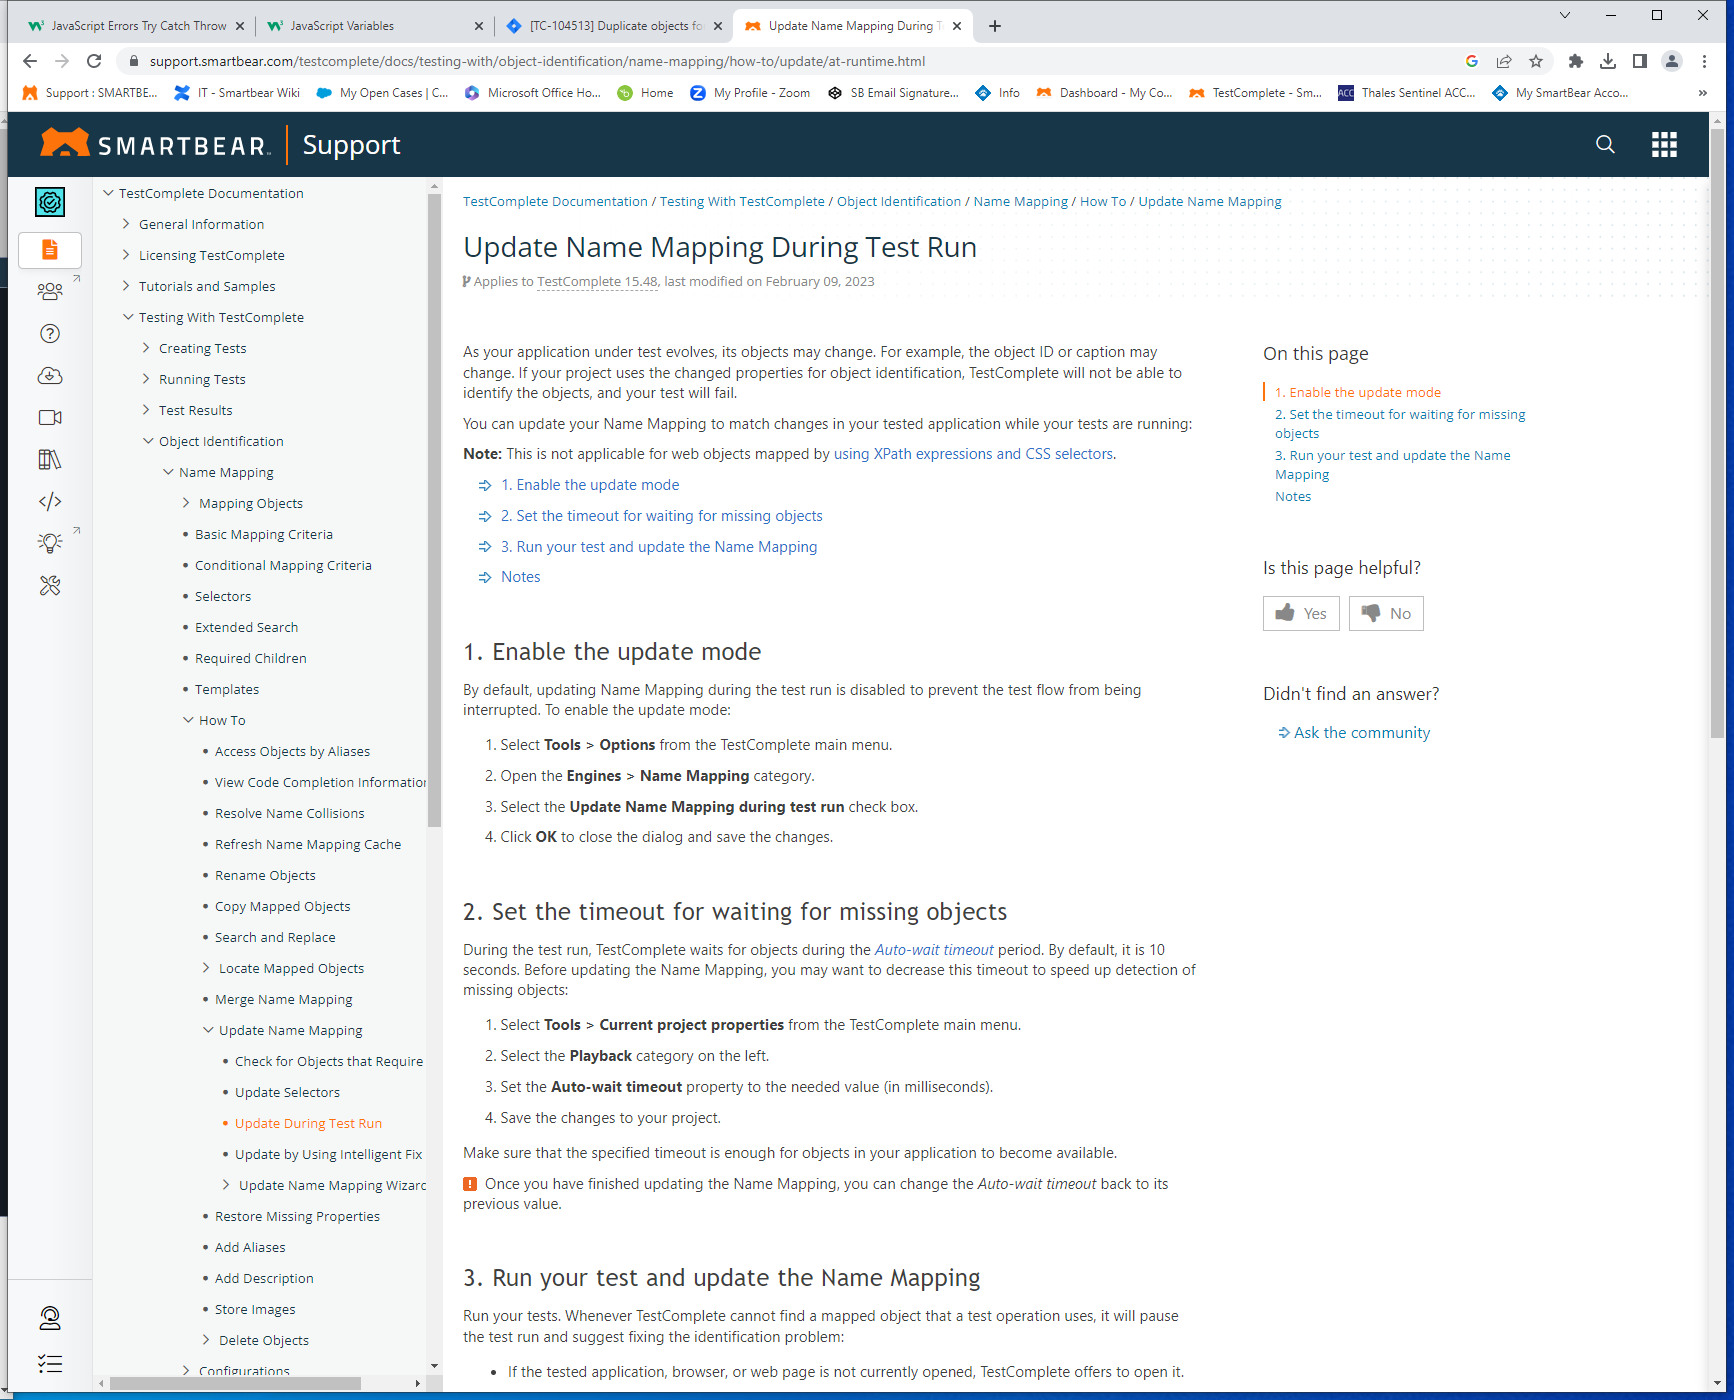 JavaScript Errors Try Catch Throw
JavaScript Variables
[TC-104513] Duplicate objects fo
Update Name Mapping During T
support.smartbear.com/testcomplete/docs/testing-with/object-identification/name-mapping/how-to/update/at-runtime.html
Support : SMARTBE...
IT - Smartbear Wiki
My Open Cases | C...
Microsoft Office Ho...
Home
My Profile - Zoom
SB Email Signature...
Info
Dashboard - My Co...
TestComplete - Sm...
ACC
Thales Sentinel ACC...
My SmartBear Acco...
»
SMARTBEAR
Support
TestComplete Documentation
General Information
Licensing TestComplete
Tutorials and Samples
Testing With TestComplete
Creating Tests
Running Tests
Test Results
Object Identification
Name Mapping
Mapping Objects
• Basic Mapping Criteria
• Conditional Mapping Criteria
• Selectors
• Extended Search
• Required Children
• Templates
How To
• Access Objects by Aliases
• View Code Completion Information
• Resolve Name Collisions
• Refresh Name Mapping Cache
• Rename Objects
• Copy Mapped Objects
• Search and Replace
Locate Mapped Objects
• Merge Name Mapping
Update Name Mapping
• Check for Objects that Require
• Update Selectors
• Update During Test Run
• Update by Using Intelligent Fix
Update Name Mapping Wizard
• Restore Missing Properties
• Add Aliases
• Add Description
• Store Images
Delete Objects
Configurations
TestComplete Documentation / Testing With TestComplete / Object Identification / Name Mapping / How To / Update Name Mapping
Update Name Mapping During Test Run
Applies to TestComplete 15.48, last modified on February 09, 2023
As your application under test evolves, its objects may change. For example, the object ID or caption may
change. If your project uses the changed properties for object identification, TestComplete will not be able to
identify the objects, and your test will fail.
You can update your Name Mapping to match changes in your tested application while your tests are running:
Note: This is not applicable for web objects mapped by using XPath expressions and CSS selectors.
1. Enable the update mode
2. Set the timeout for waiting for missing objects
3. Run your test and update the Name Mapping
Notes
1. Enable the update mode
By default, updating Name Mapping during the test run is disabled to prevent the test flow from being
interrupted. To enable the update mode:
1. Select Tools > Options from the TestComplete main menu.
2. Open the Engines > Name Mapping category.
3. Select the Update Name Mapping during test run check box.
4. Click OK to close the dialog and save the changes.
2. Set the timeout for waiting for missing objects
During the test run, TestComplete waits for objects during the Auto-wait timeout period. By default, it is 10
seconds. Before updating the Name Mapping, you may want to decrease this timeout to speed up detection of
missing objects:
1. Select Tools > Current project properties from the TestComplete main menu.
2. Select the Playback category on the left.
3. Set the Auto-wait timeout property to the needed value (in milliseconds).
4. Save the changes to your project.
Make sure that the specified timeout is enough for objects in your application to become available.
! Once you have finished updating the Name Mapping, you can change the Auto-wait timeout back to its
previous value.
3. Run your test and update the Name Mapping
Run your tests. Whenever TestComplete cannot find a mapped object that a test operation uses, it will pause
the test run and suggest fixing the identification problem:
• If the tested application, browser, or web page is not currently opened, TestComplete offers to open it.
On this page
1. Enable the update mode
2. Set the timeout for waiting for missing
objects
3. Run your test and update the Name
Mapping
Notes
Is this page helpful?
Yes
No
Didn't find an answer?
Ask the community